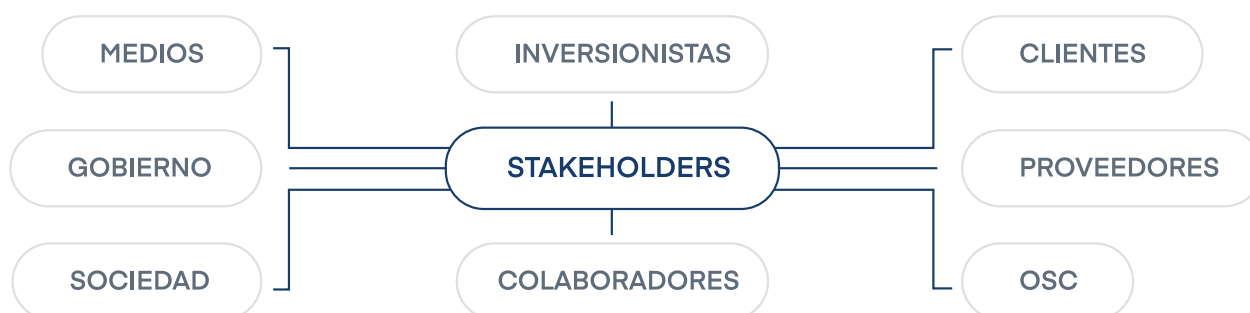 MEDIOS
INVERSIONISTAS
CLIENTES
GOBIERNO
STAKEHOLDERS
PROVEEDORES
SOCIEDAD
COLABORADORES
OSC